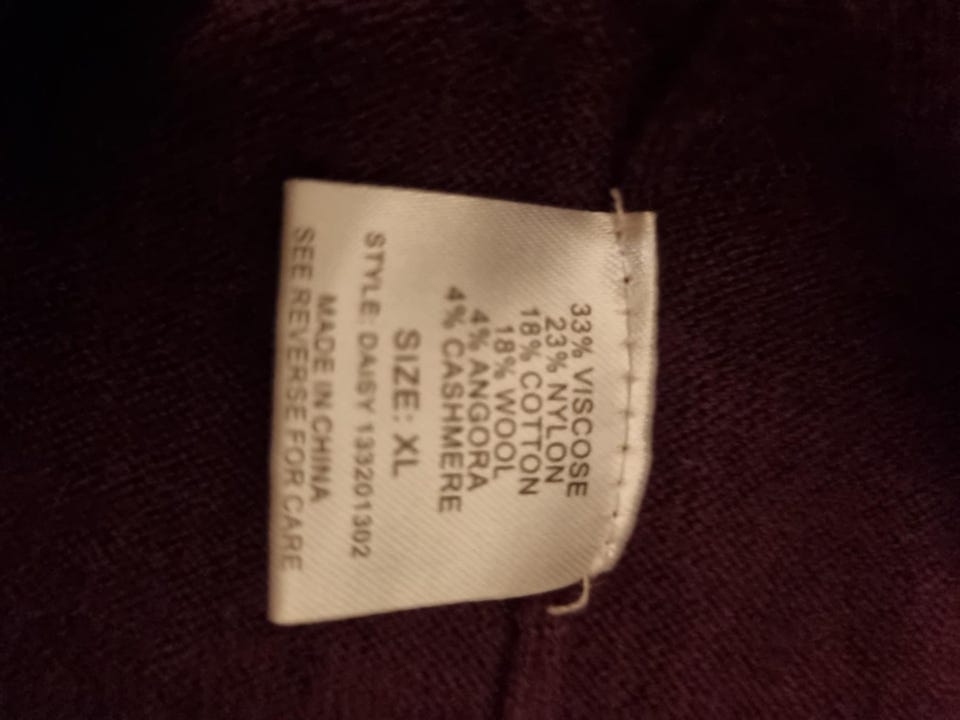 33% VISCOSE
23% NYLON
18% COTTON
18% WOOL
4% ANGORA
4% CASHMERE
SIZE: XL
STYLE: DAISY 133201302
MADE IN CHINA
SEE REVERSE FOR CARE